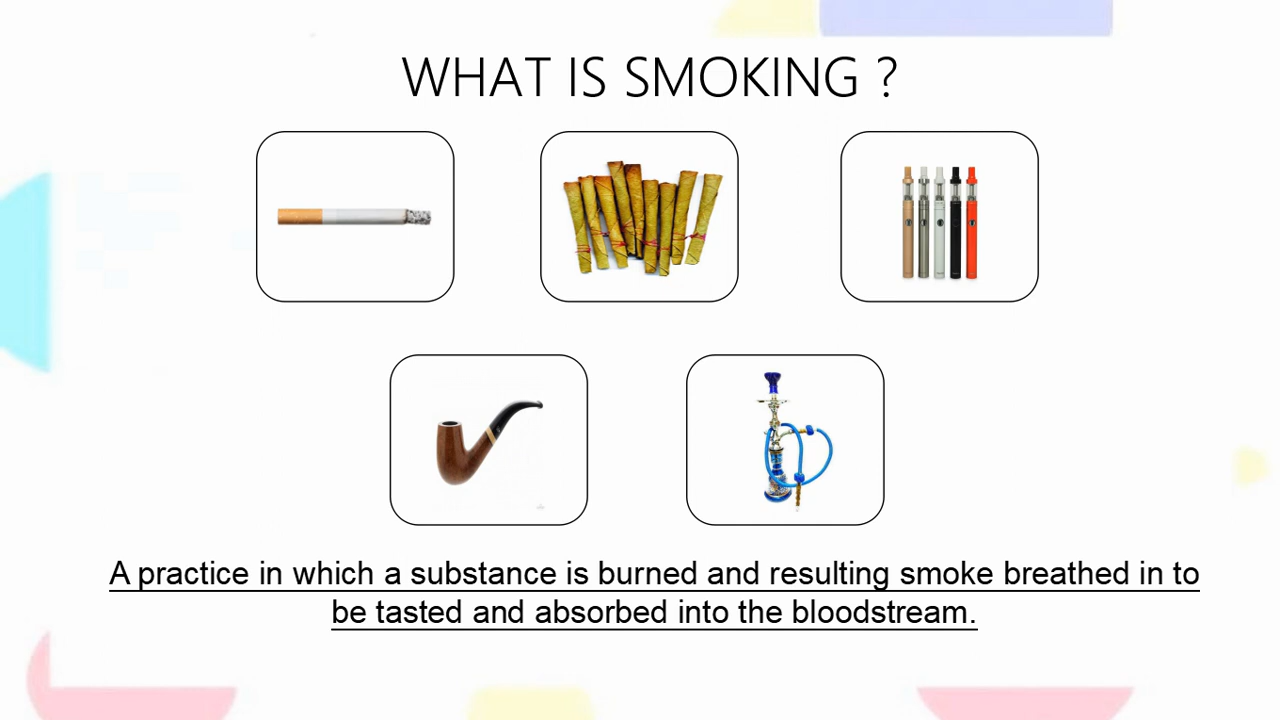 WHAT IS SMOKING ?
A practice in which a substance is burned and resulting smoke breathed in to
be tasted and absorbed into the bloodstream.